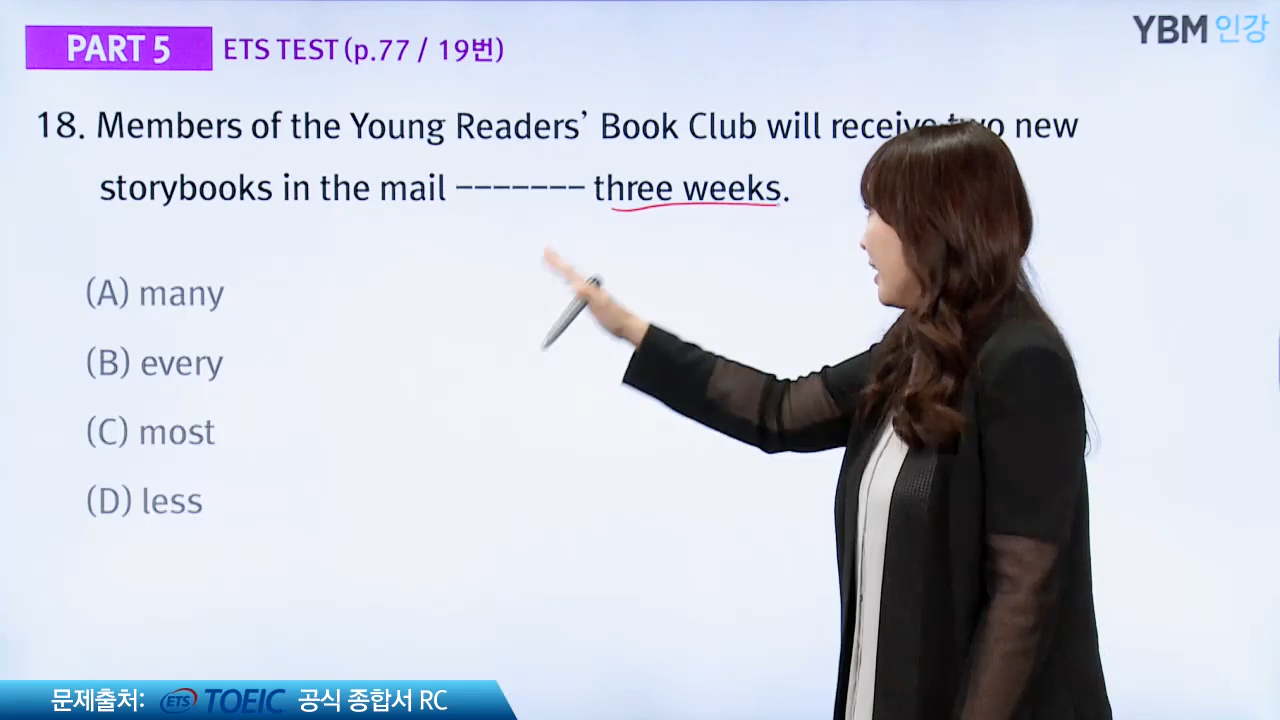 PART 5
ETS TEST (p.77 / 19번)
YBM 인강
18. Members of the Young Readers’ Book Club will receive two new
storybooks in the mail ------- three weeks.
(A) many
(B) every
(C) most
(D) less
문제출처: ETS TOEIC 공식 종합서 RC